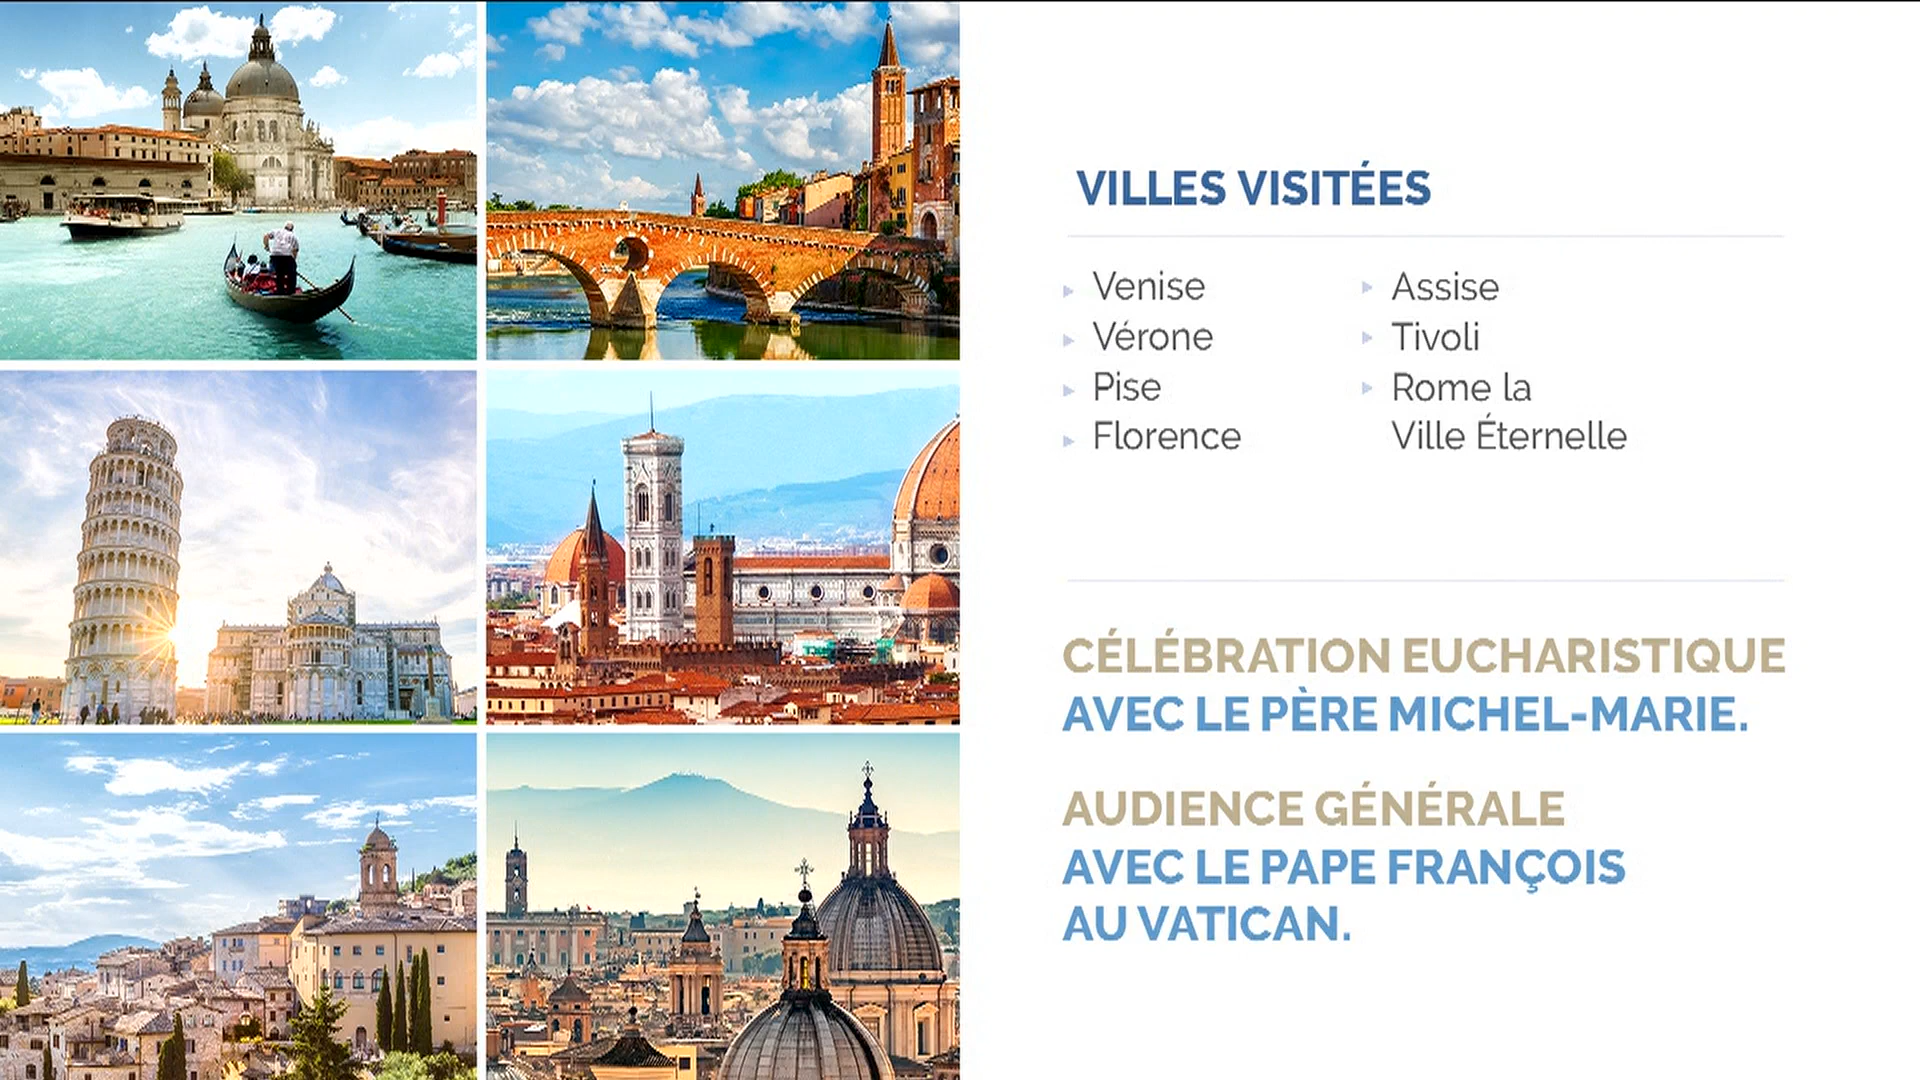 VILLES VISITÉES
Venise
Vérone
Pise
Florence
Assise
Tivoli
Rome la
Ville Éternelle
CÉLÉBRATION EUCHARISTIQUE
AVEC LE PÈRE MICHEL-MARIE.
AUDIENCE GÉNÉRALE
AVEC LE PAPE FRANÇOIS
AU VATICAN.